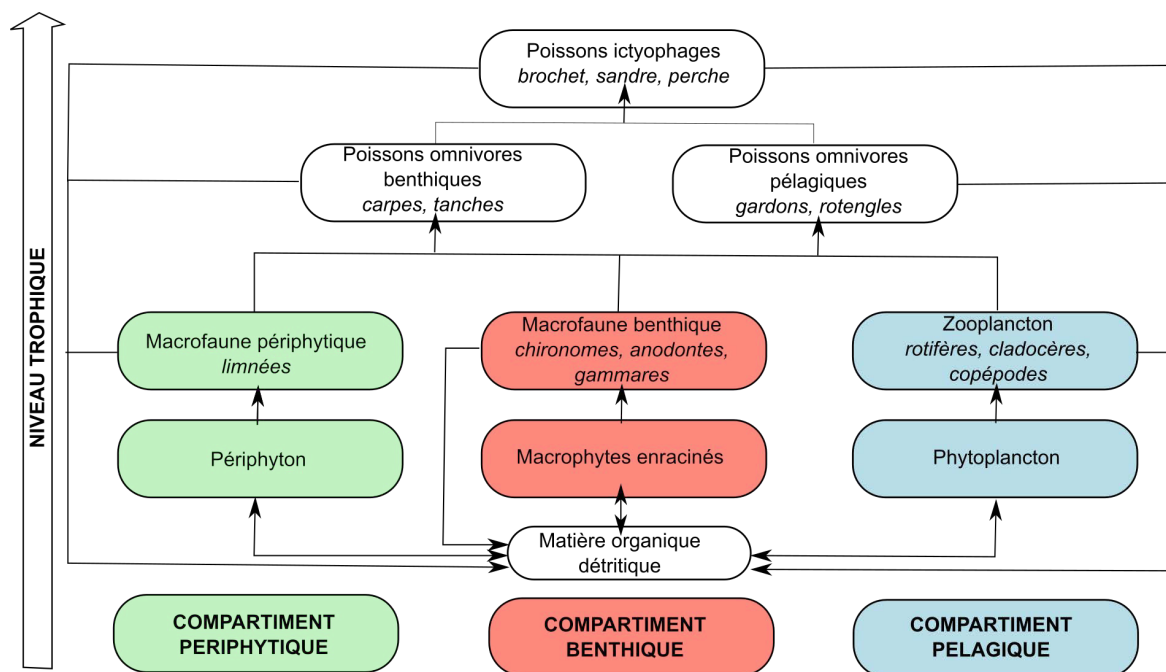 NIVEAU TROPHIQUE
Poissons ictyophages
brochet, sandre, perche
Poissons omnivores
benthiques
carpes, tanches
Poissons omnivores
pélagiques
gardons, rotengles
Macrofaune périphytique
limnées
Macrofaune benthique
chironomes, anodontes,
gammares
Zooplancton
rotifères, cladocères,
copépodes
Périphyton
Macrophytes enracinés
Phytoplancton
Matière organique
détritique
COMPARTIMENT
PERIPHYTIQUE
COMPARTIMENT
BENTHIQUE
COMPARTIMENT
PELAGIQUE